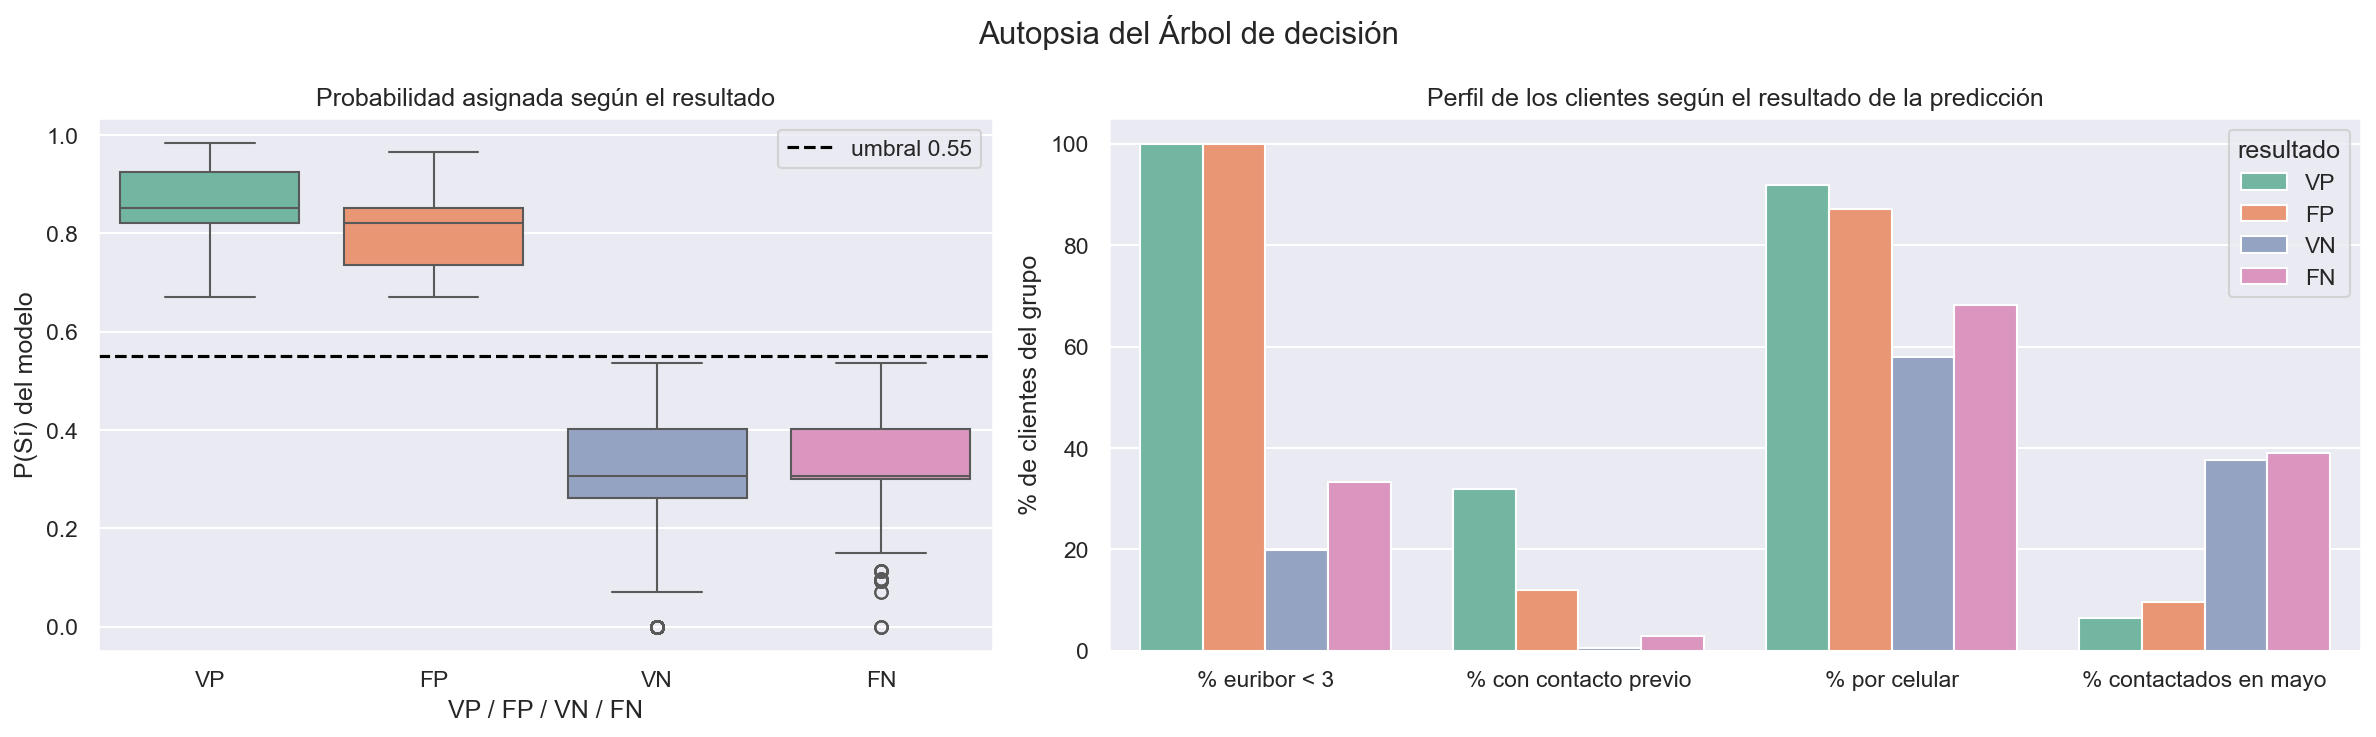 Autopsia del Árbol de decisión
Probabilidad asignada según el resultado
P(Sí) del modelo
1.0
0.8
0.6
0.4
0.2
0.0
umbral 0.55
VP
FP
VN
FN
VP / FP / VN / FN
Perfil de los clientes según el resultado de la predicción
% de clientes del grupo
100
80
60
40
20
0
resultado
VP
FP
VN
FN
% euribor < 3
% con contacto previo
% por celular
% contactados en mayo